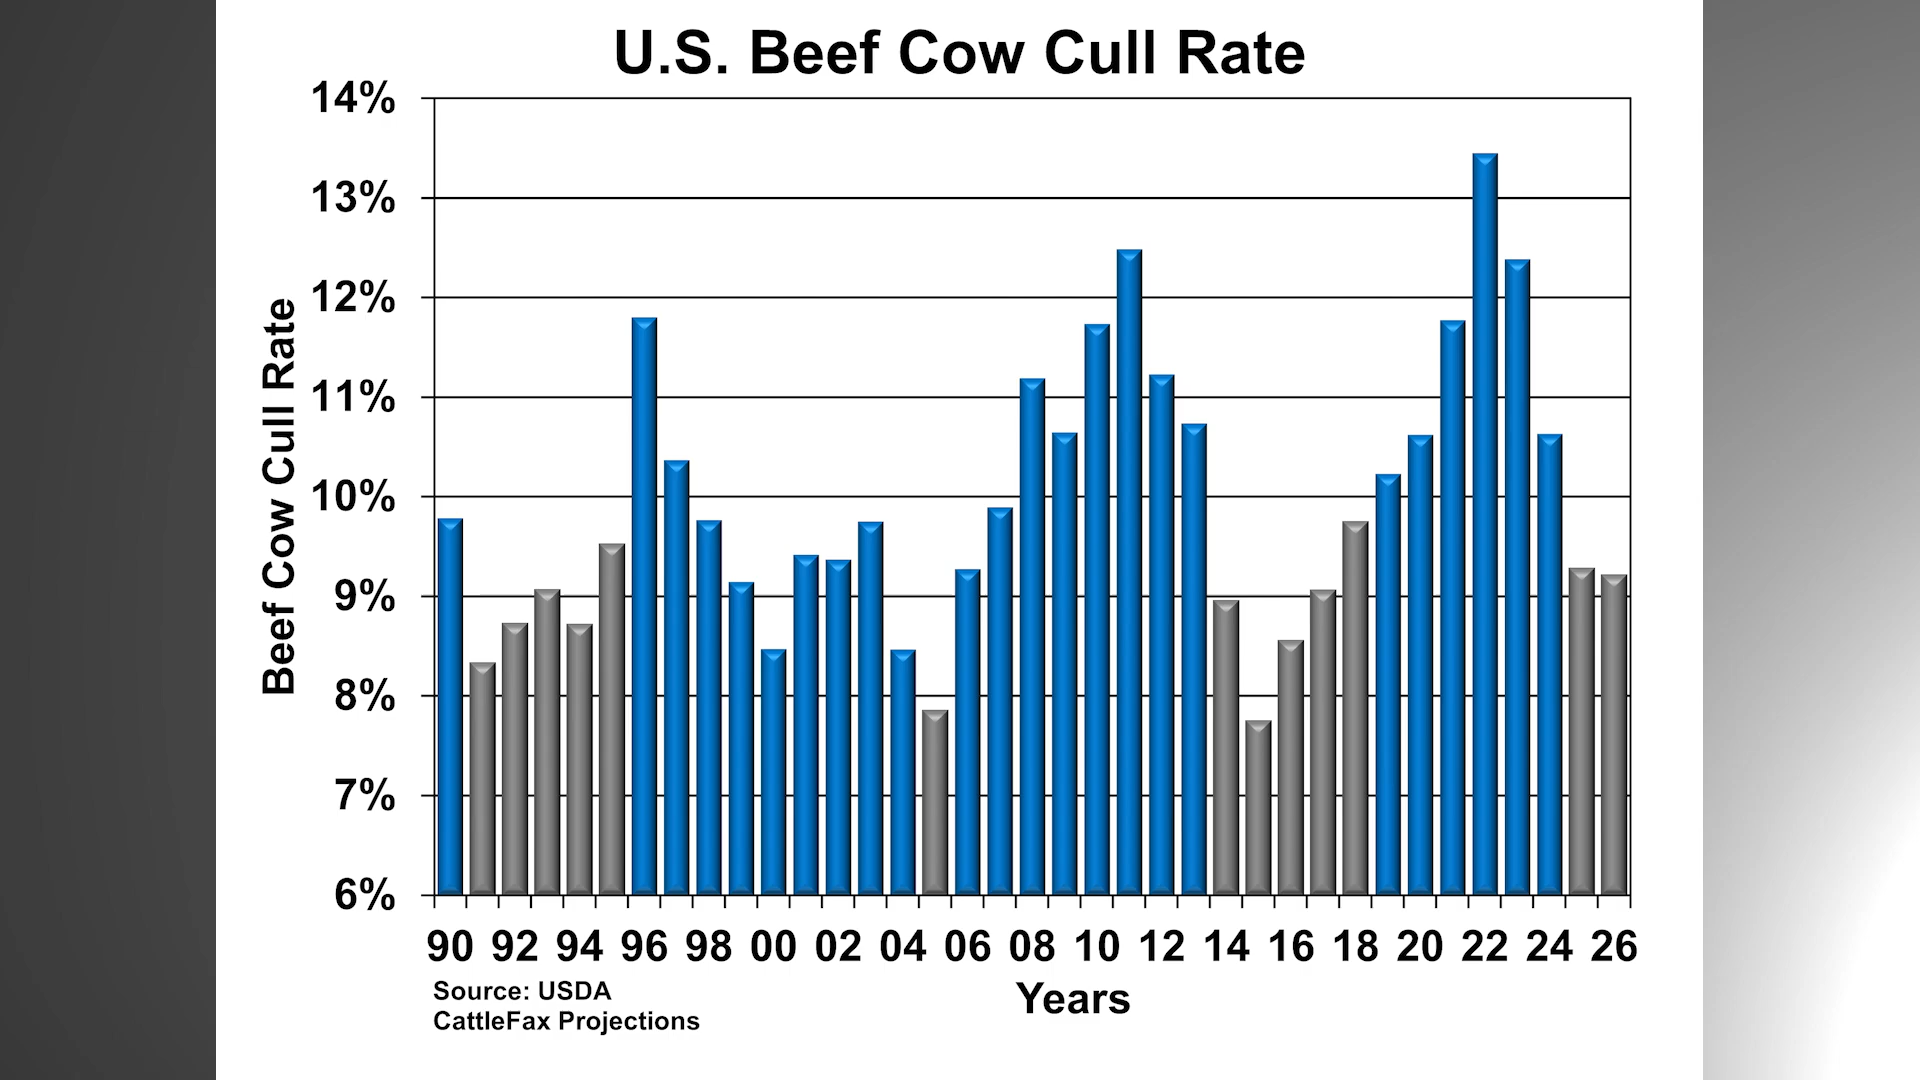 U.S. Beef Cow Cull Rate
14%
13%
12%
11%
10%
9%
8%
7%
6%
Beef Cow Cull Rate
90 92 94 96 98 00 02 04 06 08 10 12 14 16 18 20 22 24 26
Years
Source: USDA
CattleFax Projections